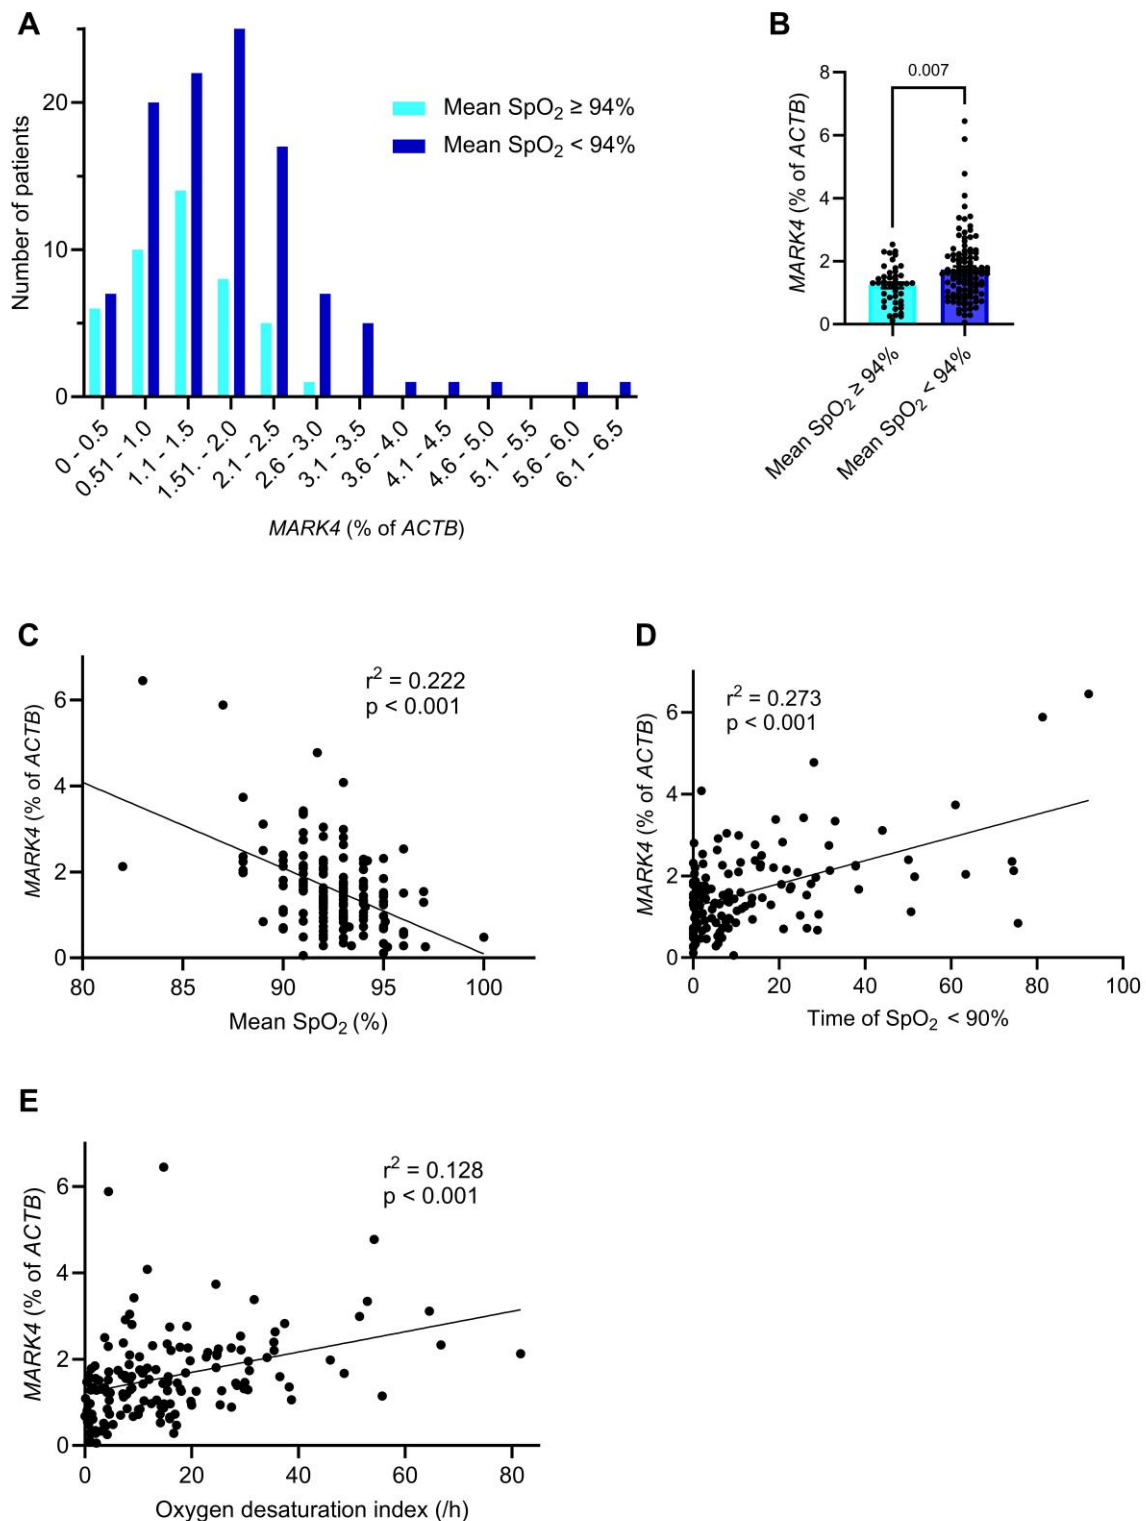 A
Number of patients
20
10
0
Mean SpO₂ ≥ 94%
Mean SpO₂ < 94%
0 - 0.5
0.51 - 1.0
1.1 - 1.5
1.51. - 2.0
2.1 - 2.5
2.6 - 3.0
3.1 - 3.5
3.6 - 4.0
4.1 - 4.5
4.6 - 5.0
5.1 - 5.5
5.6 - 6.0
6.1 - 6.5
MARK4 (% of ACTB)
B
MARK4 (% of ACTB)
8
6
4
2
0
0.007
Mean SpO₂ ≥ 94%
Mean SpO₂ < 94%
C
MARK4 (% of ACTB)
6
4
2
0
r² = 0.222
p < 0.001
80 85 90 95 100
Mean SpO₂ (%)
D
MARK4 (% of ACTB)
6
4
2
0
r² = 0.273
p < 0.001
0 20 40 60 80 100
Time of SpO₂ < 90%
E
MARK4 (% of ACTB)
6
4
2
0
r² = 0.128
p < 0.001
0 20 40 60 80
Oxygen desaturation index (/h)